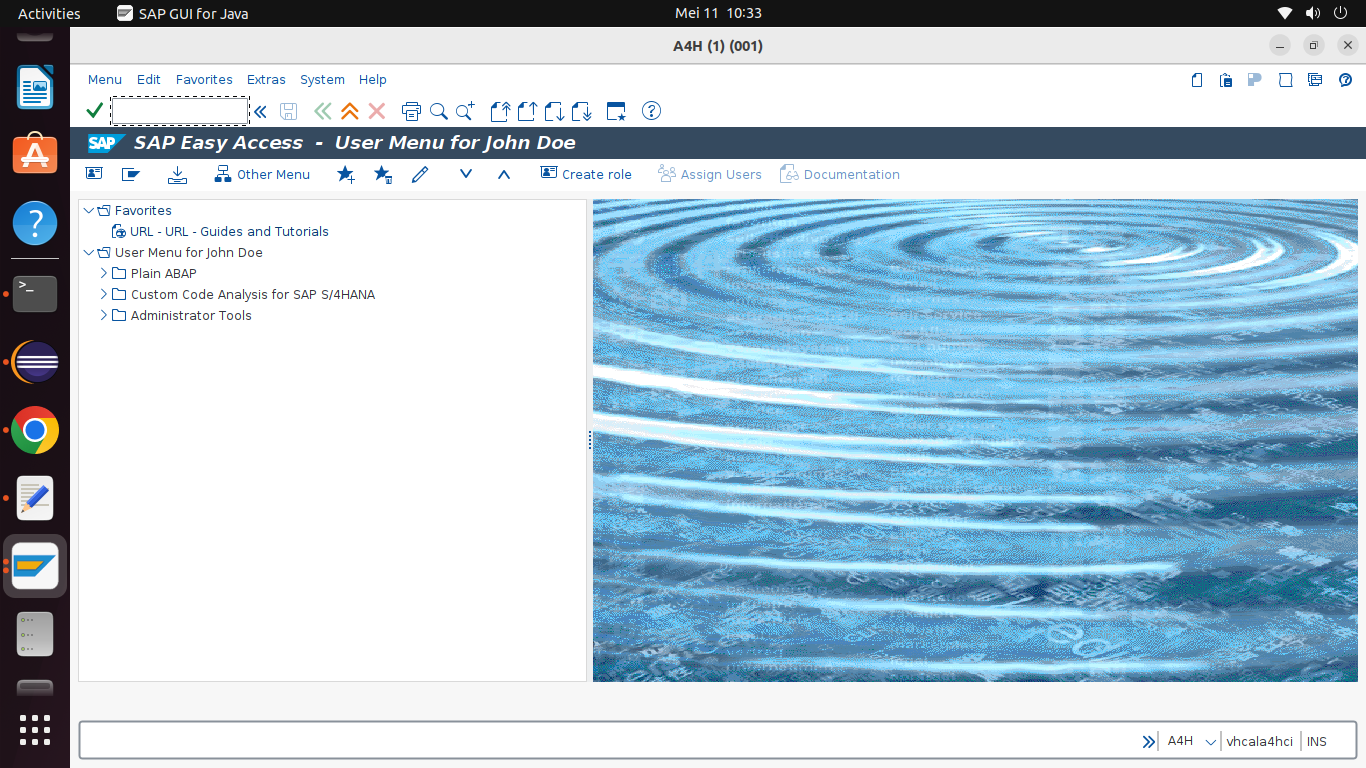 Activities
SAP GUI for Java
Mei 11 10:33
A4H (1) (001)
Menu Edit Favorites Extras System Help
SAP SAP Easy Access - User Menu for John Doe
Other Menu
Create role
Assign Users
Documentation
Favorites
URL - URL - Guides and Tutorials
User Menu for John Doe
Plain ABAP
Custom Code Analysis for SAP S/4HANA
Administrator Tools
A4H
vhcala4hci
INS